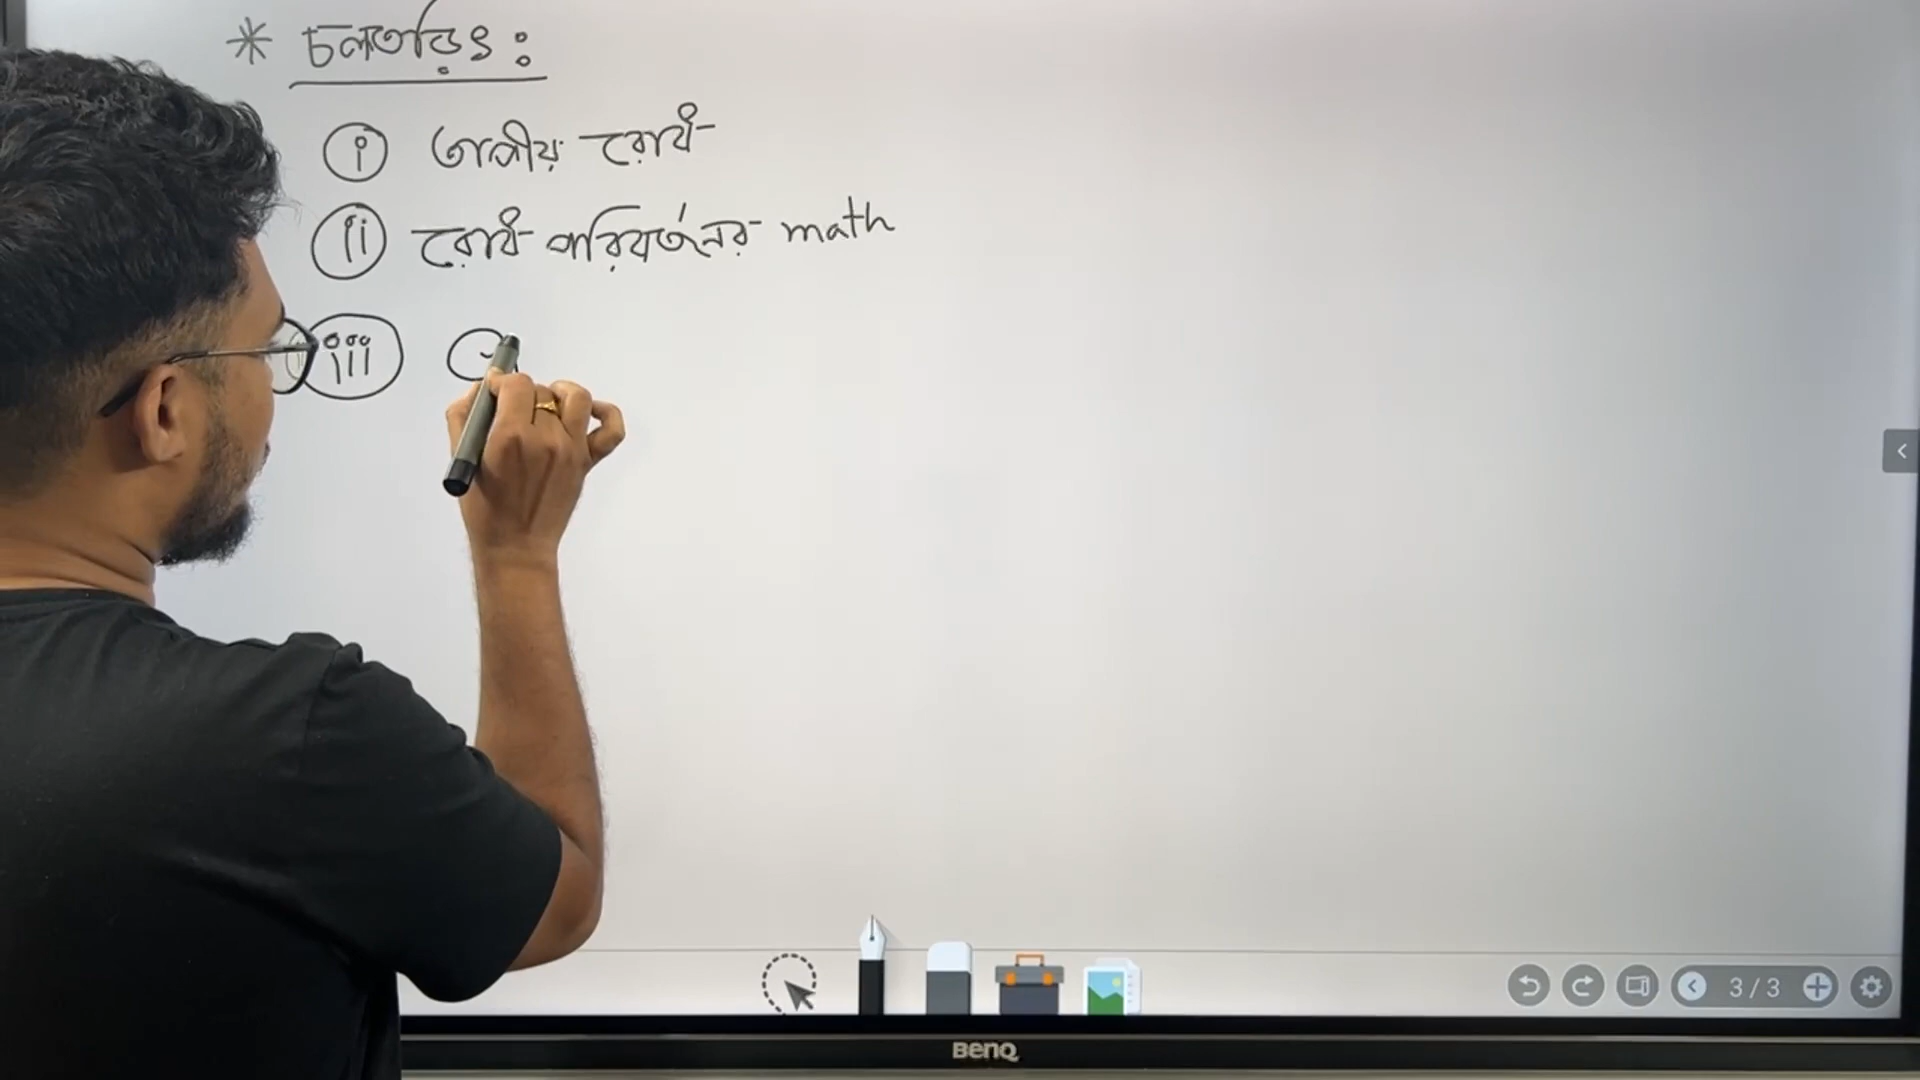 * চলতড়িৎ :
i তাপীয় রোধ
ii রোধ পরিবর্তনের math
iii
3/3
BenQ